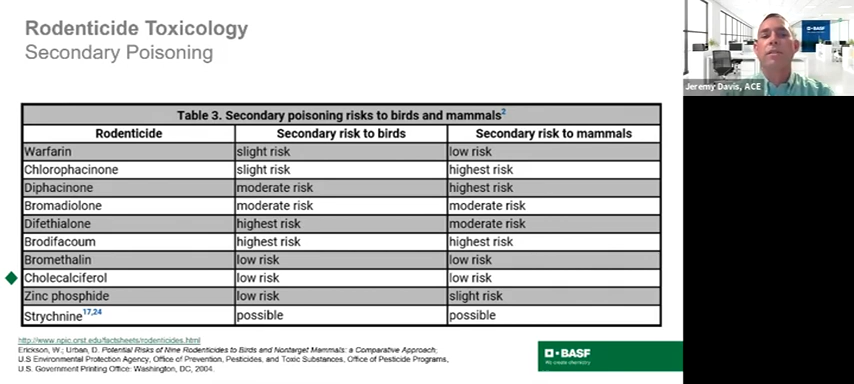 Rodenticide Toxicology
Secondary Poisoning
BASF
Jeremy Davis, ACE
Table 3. Secondary poisoning risks to birds and mammals2
Rodenticide Secondary risk to birds Secondary risk to mammals
Warfarin slight risk low risk
Chlorophacinone slight risk highest risk
Diphacinone moderate risk highest risk
Bromadiolone moderate risk moderate risk
Difethialone highest risk moderate risk
Brodifacoum highest risk highest risk
Bromethalin low risk low risk
Cholecalciferol low risk low risk
Zinc phosphide low risk slight risk
Strychnine17,24 possible possible
http://www.npic.orst.edu/factsheets/rodenticides.html
Erickson, W.; Urban, D. Potential Risks of Nine Rodenticides to Birds and Nontarget Mammals: a Comparative Approach;
U.S Environmental Protection Agency, Office of Prevention, Pesticides, and Toxic Substances, Office of Pesticide Programs,
U.S. Government Printing Office: Washington, DC, 2004.
BASF
We create chemistry